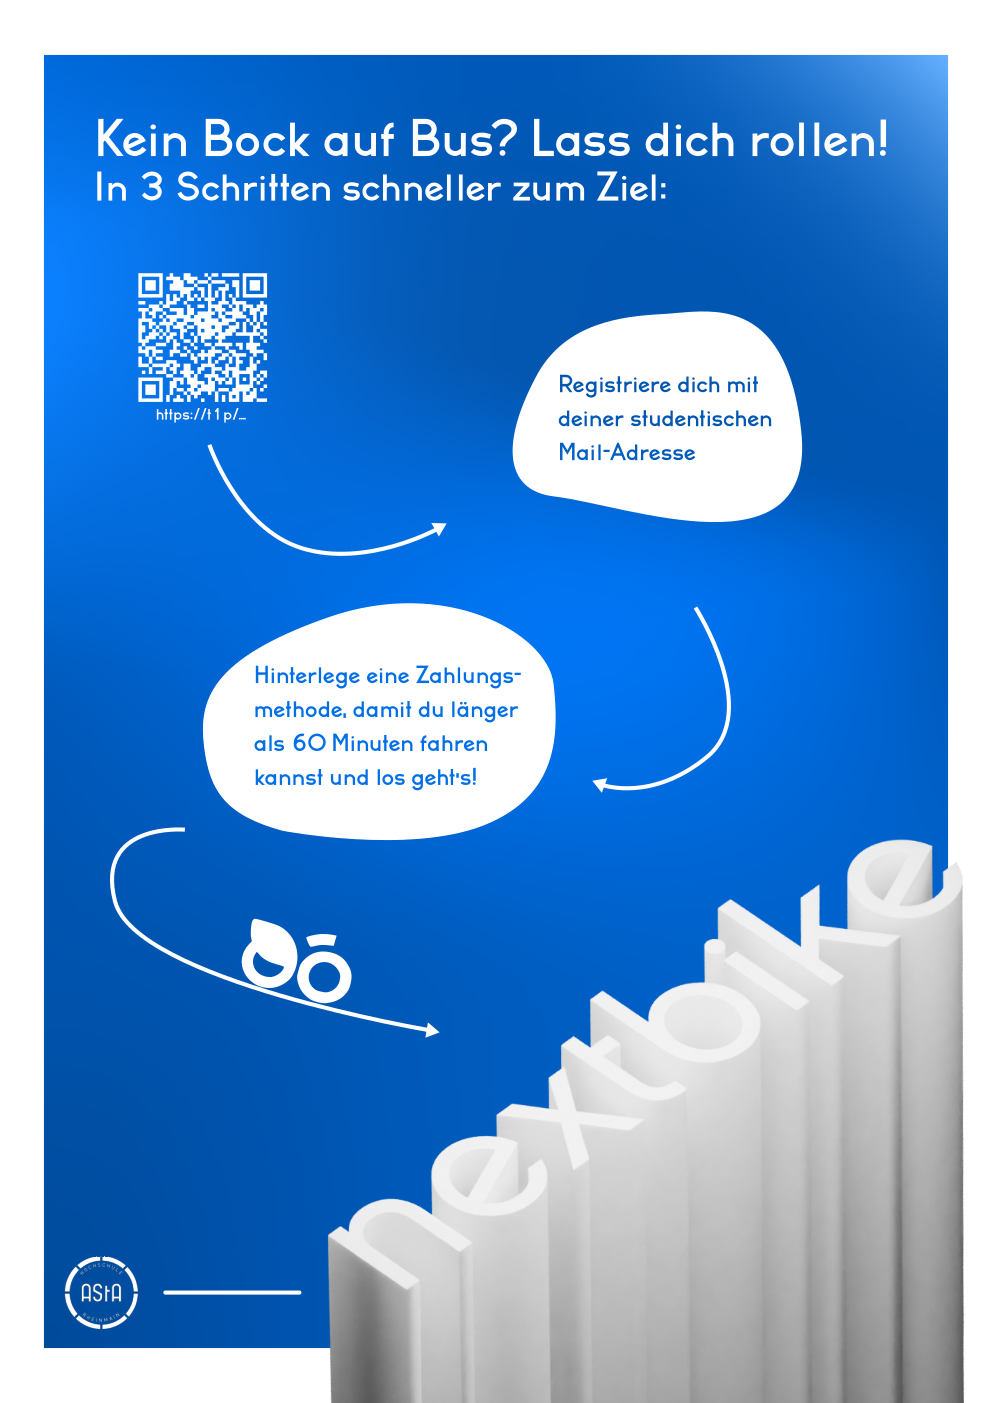 Kein Bock auf Bus? Lass dich rollen!
In 3 Schritten schneller zum Ziel:
https://t1p/...
Registriere dich mit
deiner studentischen
Mail-Adresse
Hinterlege eine Zahlungs-
methode, damit du länger
als 60 Minuten fahren
kannst und los geht's!
nextbike
HOCHSCHULE
AStA
RHEINMAIN